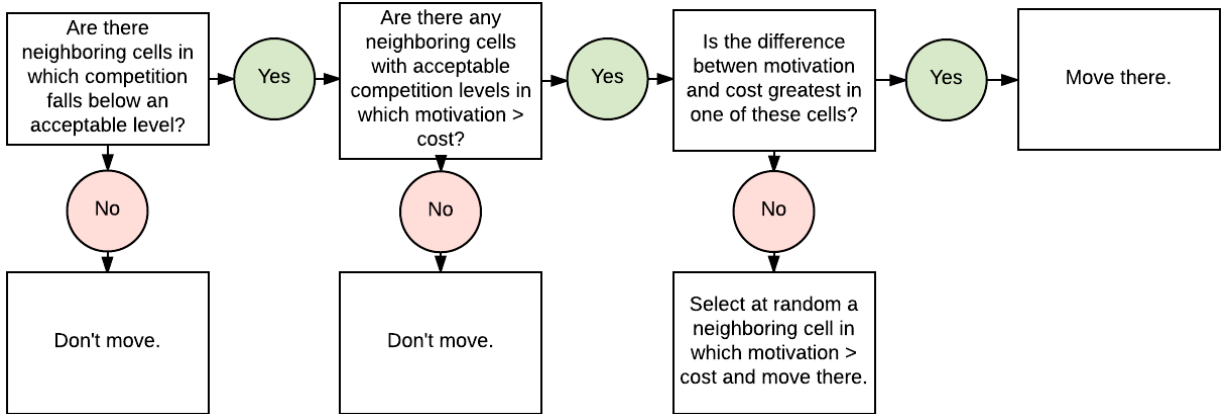 Are there
neighboring cells in
which competition
falls below an
acceptable level?
Yes
Are there any
neighboring cells
with acceptable
competition levels in
which motivation >
cost?
Yes
Is the difference
betwen motivation
and cost greatest in
one of these cells?
Yes
Move there.
No
No
No
Don't move.
Don't move.
Select at random a
neighboring cell in
which motivation >
cost and move there.